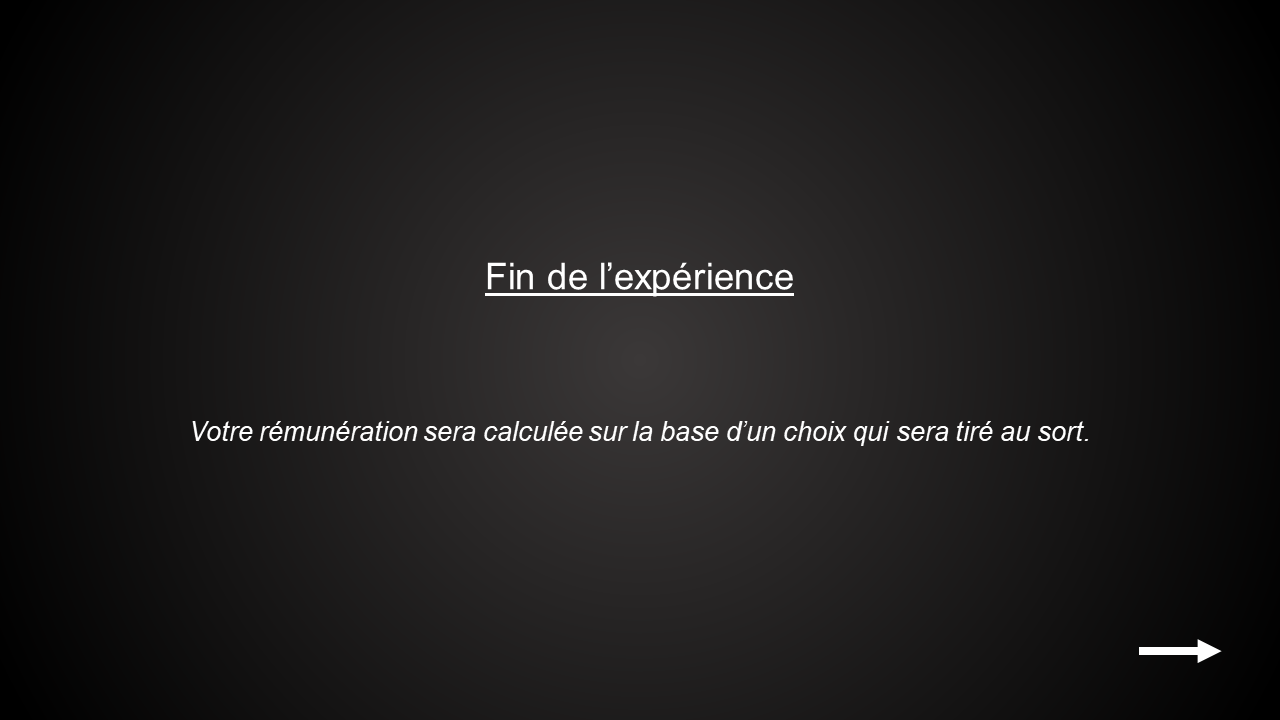 Fin de l’expérience
Votre rémunération sera calculée sur la base d’un choix qui sera tiré au sort.